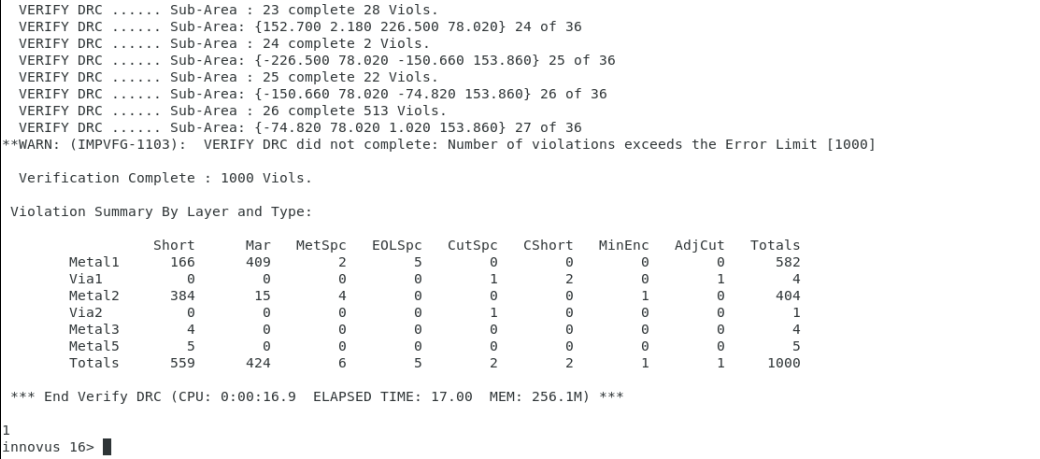 VERIFY DRC ...... Sub-Area : 23 complete 28 Viols.
VERIFY DRC ...... Sub-Area: {152.700 2.180 226.500 78.020} 24 of 36
VERIFY DRC ...... Sub-Area : 24 complete 2 Viols.
VERIFY DRC ...... Sub-Area: {-226.500 78.020 -150.660 153.860} 25 of 36
VERIFY DRC ...... Sub-Area : 25 complete 22 Viols.
VERIFY DRC ...... Sub-Area: {-150.660 78.020 -74.820 153.860} 26 of 36
VERIFY DRC ...... Sub-Area : 26 complete 513 Viols.
VERIFY DRC ...... Sub-Area: {-74.820 78.020 1.020 153.860} 27 of 36
**WARN: (IMPVFG-1103):  VERIFY DRC did not complete: Number of violations exceeds the Error Limit [1000]
Verification Complete : 1000 Viols.
Violation Summary By Layer and Type:
Short Mar MetSpc EOLSpc CutSpc CShort MinEnc AdjCut Totals
Metal1 166 409 2 5 0 0 0 0 582
Via1 0 0 0 0 1 2 0 1 4
Metal2 384 15 4 0 0 0 1 0 404
Via2 0 0 0 0 1 0 0 0 1
Metal3 4 0 0 0 0 0 0 0 4
Metal5 5 0 0 0 0 0 0 0 5
Totals 559 424 6 5 2 2 1 1 1000
*** End Verify DRC (CPU: 0:00:16.9  ELAPSED TIME: 17.00  MEM: 256.1M) ***
1
innovus 16>